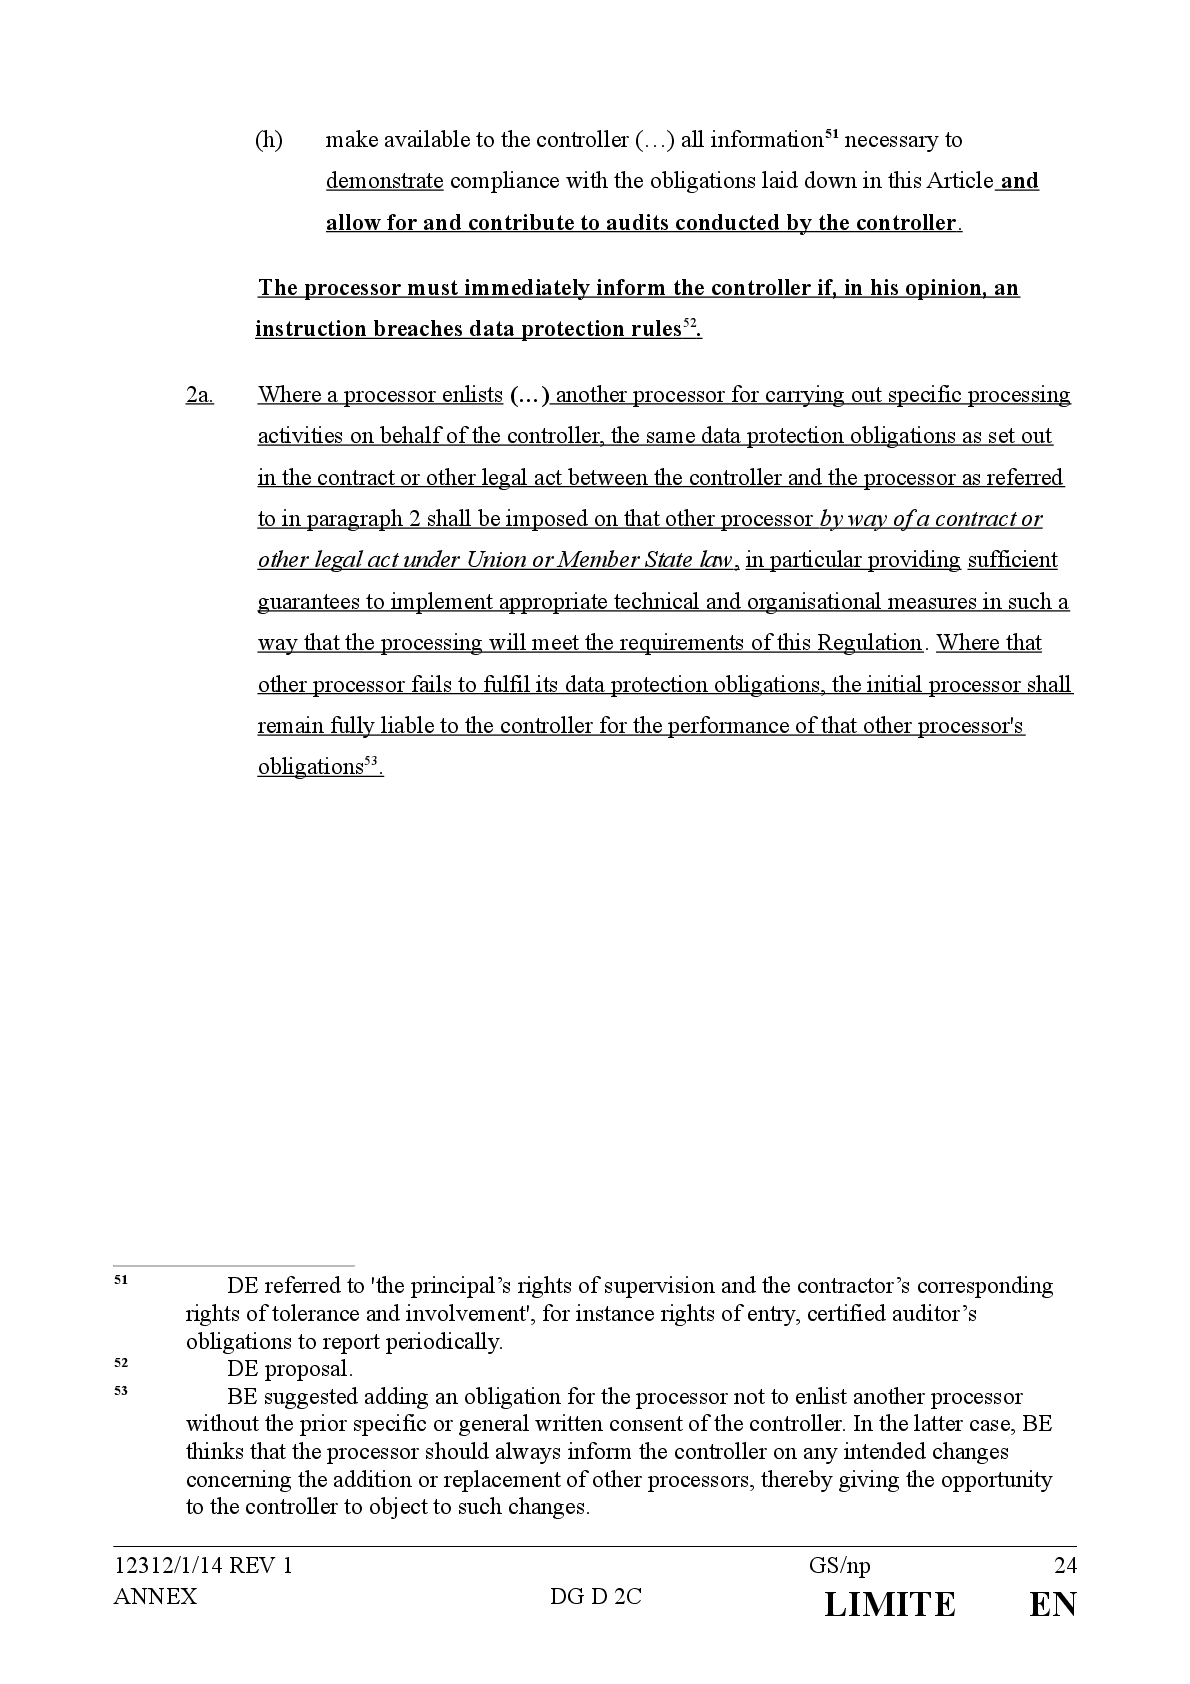 (h) make available to the controller (…) all information51 necessary to
demonstrate compliance with the obligations laid down in this Article and
allow for and contribute to audits conducted by the controller.
The processor must immediately inform the controller if, in his opinion, an
instruction breaches data protection rules52.
2a. Where a processor enlists (…) another processor for carrying out specific processing
activities on behalf of the controller, the same data protection obligations as set out
in the contract or other legal act between the controller and the processor as referred
to in paragraph 2 shall be imposed on that other processor by way of a contract or
other legal act under Union or Member State law, in particular providing sufficient
guarantees to implement appropriate technical and organisational measures in such a
way that the processing will meet the requirements of this Regulation. Where that
other processor fails to fulfil its data protection obligations, the initial processor shall
remain fully liable to the controller for the performance of that other processor's
obligations53.
51 DE referred to 'the principal’s rights of supervision and the contractor’s corresponding
rights of tolerance and involvement', for instance rights of entry, certified auditor’s
obligations to report periodically.
52 DE proposal.
53 BE suggested adding an obligation for the processor not to enlist another processor
without the prior specific or general written consent of the controller. In the latter case, BE
thinks that the processor should always inform the controller on any intended changes
concerning the addition or replacement of other processors, thereby giving the opportunity
to the controller to object to such changes.
12312/1/14 REV 1 GS/np 24
ANNEX DG D 2C LIMITE EN